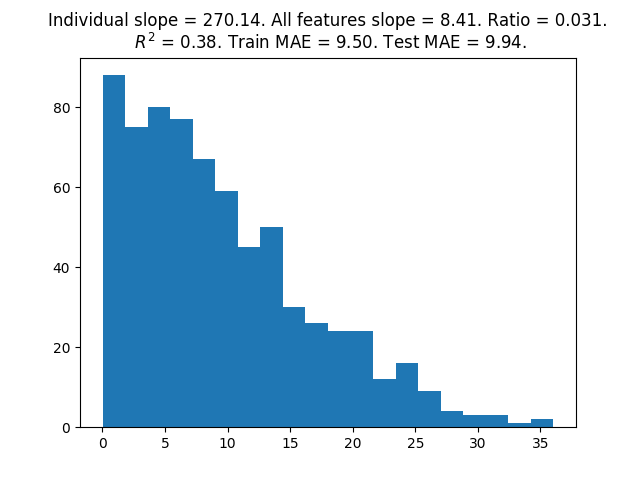 Individual slope = 270.14. All features slope = 8.41. Ratio = 0.031.
R² = 0.38. Train MAE = 9.50. Test MAE = 9.94.
80
60
40
20
0
0 5 10 15 20 25 30 35